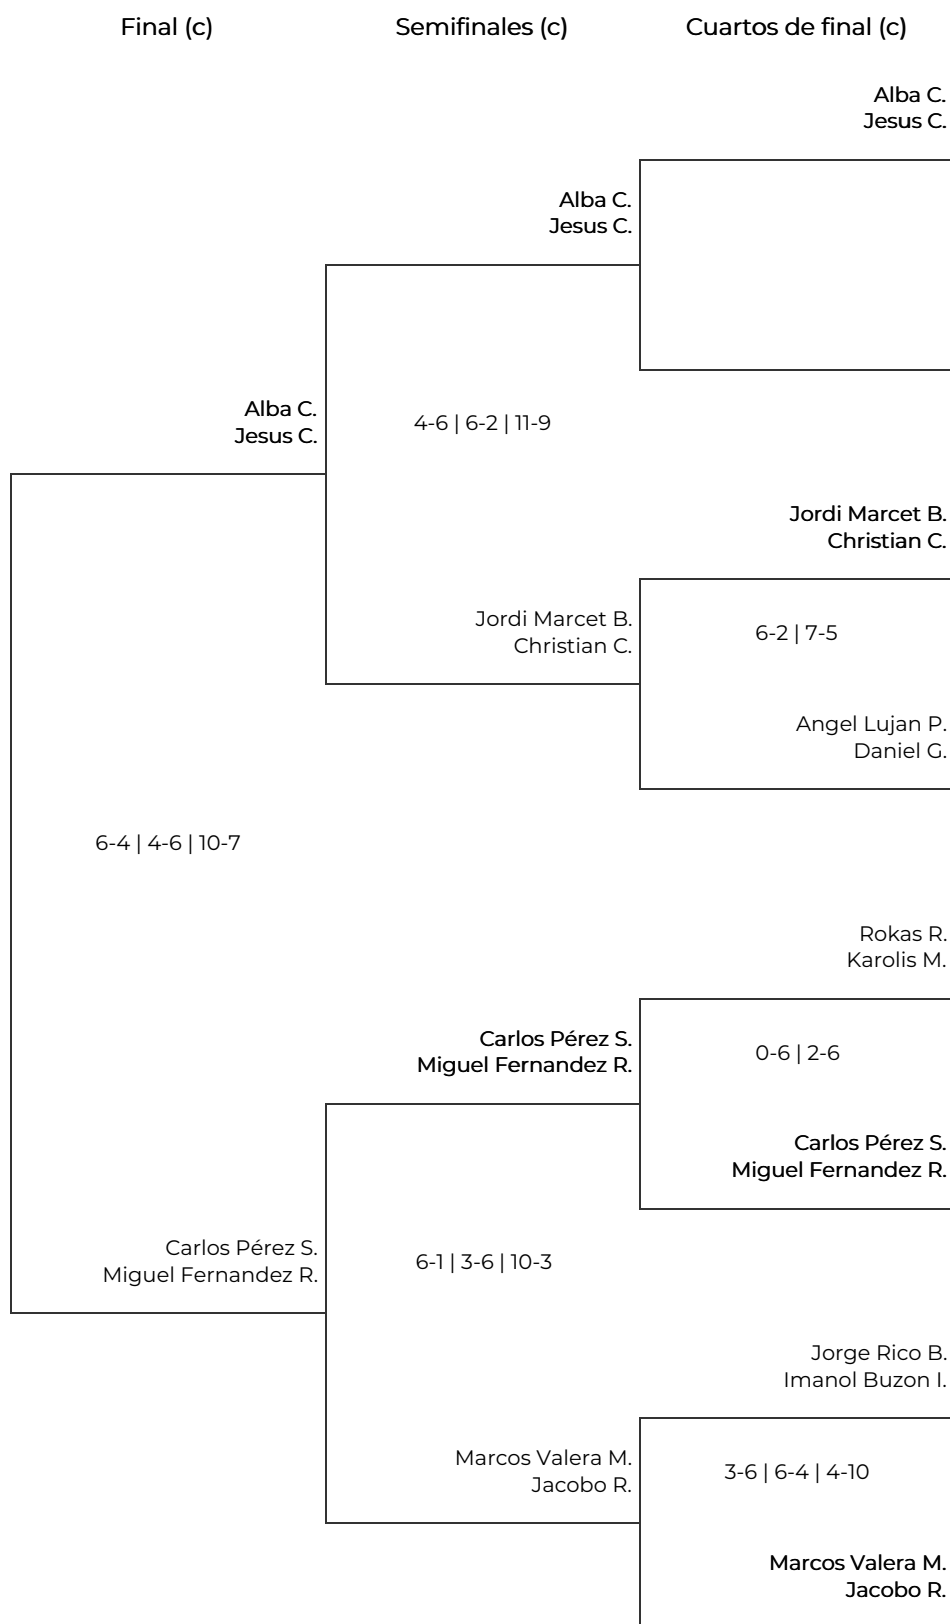 Final (c)
Semifinales (c)
Cuartos de final (c)
Alba C.
Jesus C.
Alba C.
Jesus C.
Alba C.
Jesus C.
4-6 | 6-2 | 11-9
Jordi Marcet B.
Christian C.
Jordi Marcet B.
Christian C.
6-2 | 7-5
Angel Lujan P.
Daniel G.
6-4 | 4-6 | 10-7
Rokas R.
Karolis M.
Carlos Pérez S.
Miguel Fernandez R.
0-6 | 2-6
Carlos Pérez S.
Miguel Fernandez R.
Carlos Pérez S.
Miguel Fernandez R.
6-1 | 3-6 | 10-3
Jorge Rico B.
Imanol Buzon I.
Marcos Valera M.
Jacobo R.
3-6 | 6-4 | 4-10
Marcos Valera M.
Jacobo R.